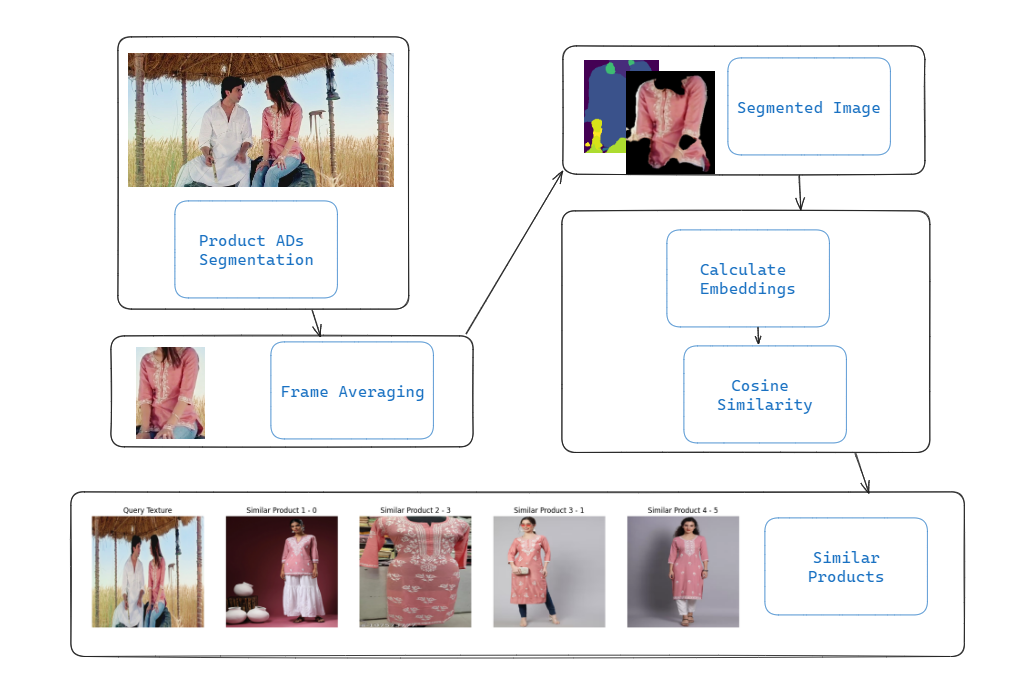 Product ADs
Segmentation
Frame Averaging
Segmented Image
Calculate
Embeddings
Cosine
Similarity
Query Texture
Similar Product 1 - 0
Similar Product 2 - 3
Similar Product 3 - 1
Similar Product 4 - 5
Similar
Products